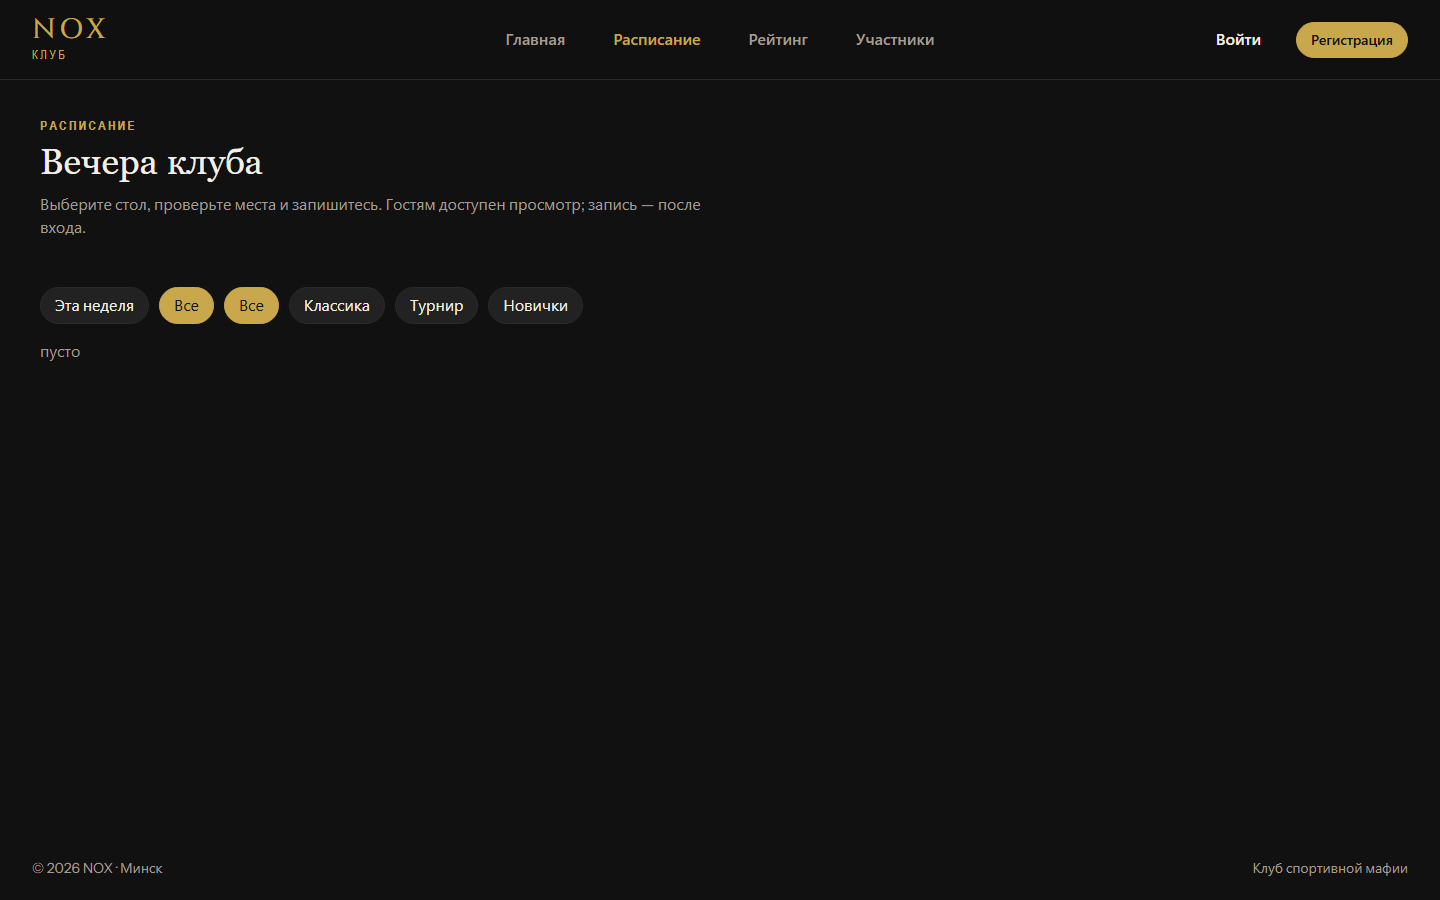 NOX
КЛУБ
Главная Расписание Рейтинг Участники Войти Регистрация
РАСПИСАНИЕ
Вечера клуба
Выберите стол, проверьте места и запишитесь. Гостям доступен просмотр; запись — после
входа.
Эта неделя Все Все Классика Турнир Новички
пусто
© 2026 NOX · Минск Клуб спортивной мафии